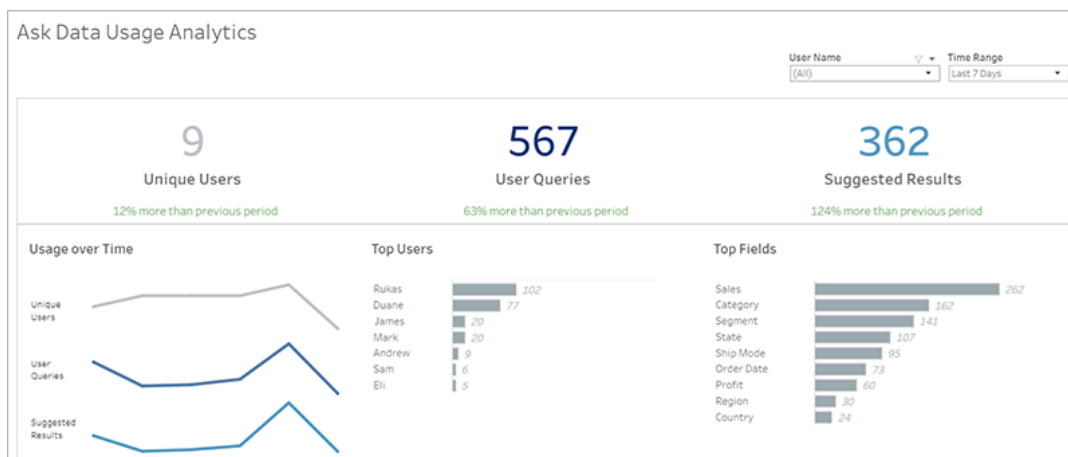 Ask Data Usage Analytics
User Name
Time Range
(All)
Last 7 Days
9
567
362
Unique Users
User Queries
Suggested Results
12% more than previous period
63% more than previous period
124% more than previous period
Usage over Time
Unique
Users
User
Queries
Suggested
Results
Top Users
Rukas 102
Duane 77
James 20
Mark 20
Andrew 9
Sam 6
Eli 5
Top Fields
Sales 262
Category 162
Segment 141
State 107
Ship Mode 95
Order Date 73
Profit 60
Region 30
Country 24